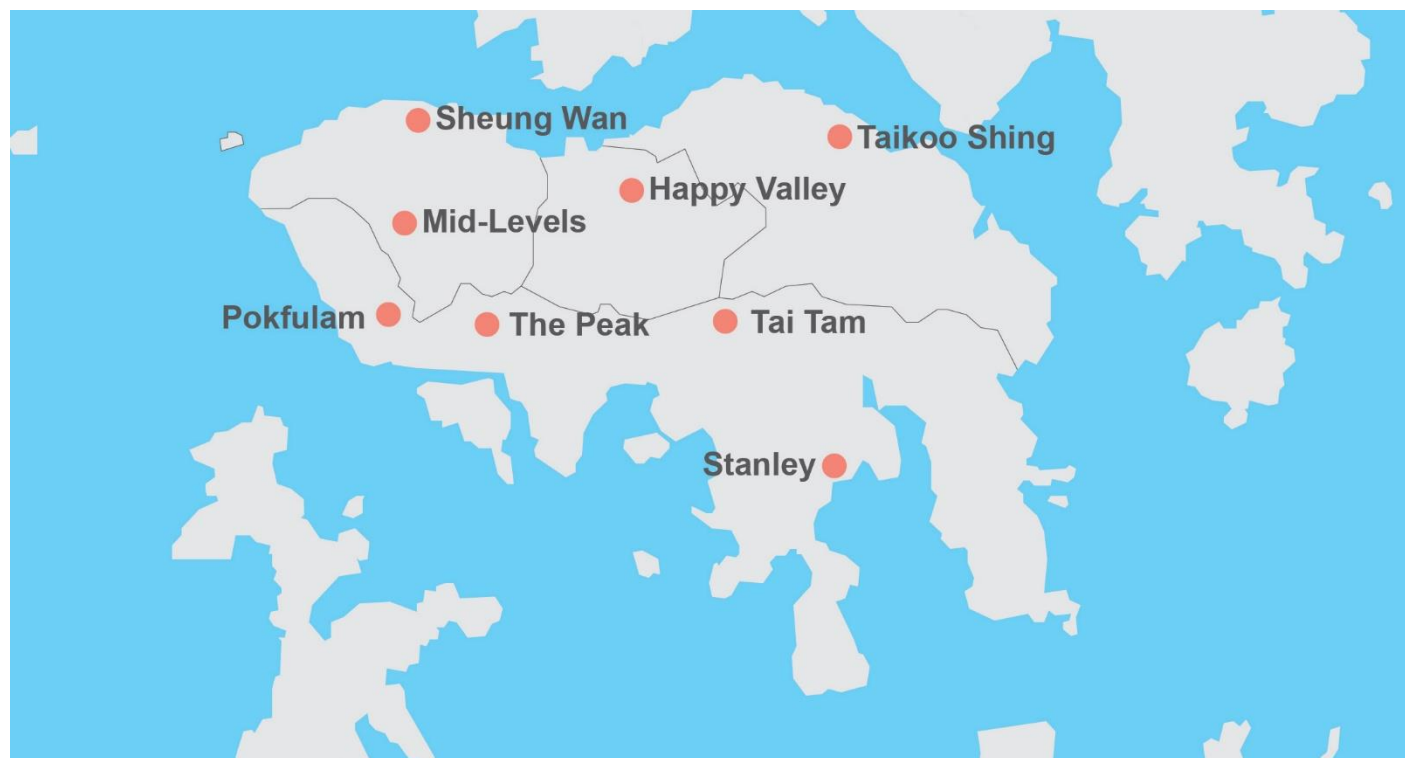 Sheung Wan
Taikoo Shing
Happy Valley
Mid-Levels
Pokfulam
The Peak
Tai Tam
Stanley